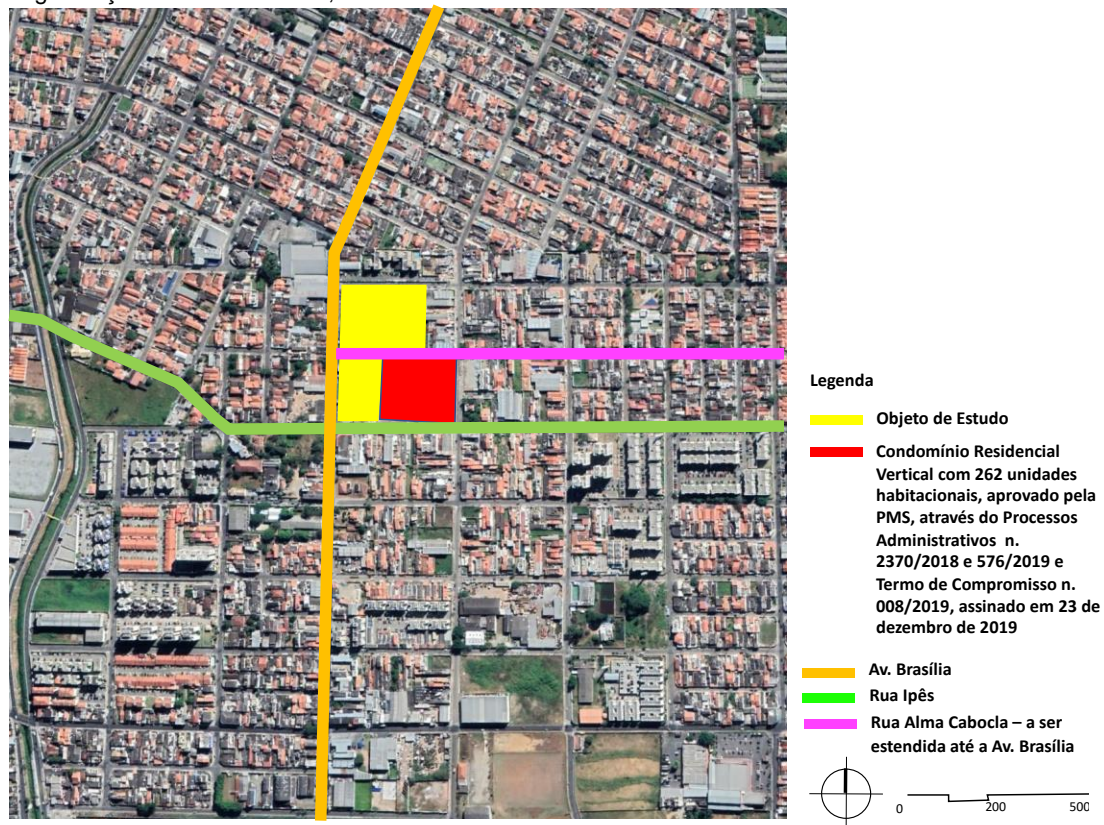 Legenda
Objeto de Estudo
Condomínio Residencial
Vertical com 262 unidades
habitacionais, aprovado pela
PMS, através do Processos
Administrativos n.
2370/2018 e 576/2019 e
Termo de Compromisso n.
008/2019, assinado em 23 de
dezembro de 2019
Av. Brasília
Rua Ipês
Rua Alma Cabocla – a ser
estendida até a Av. Brasília
0 200 500